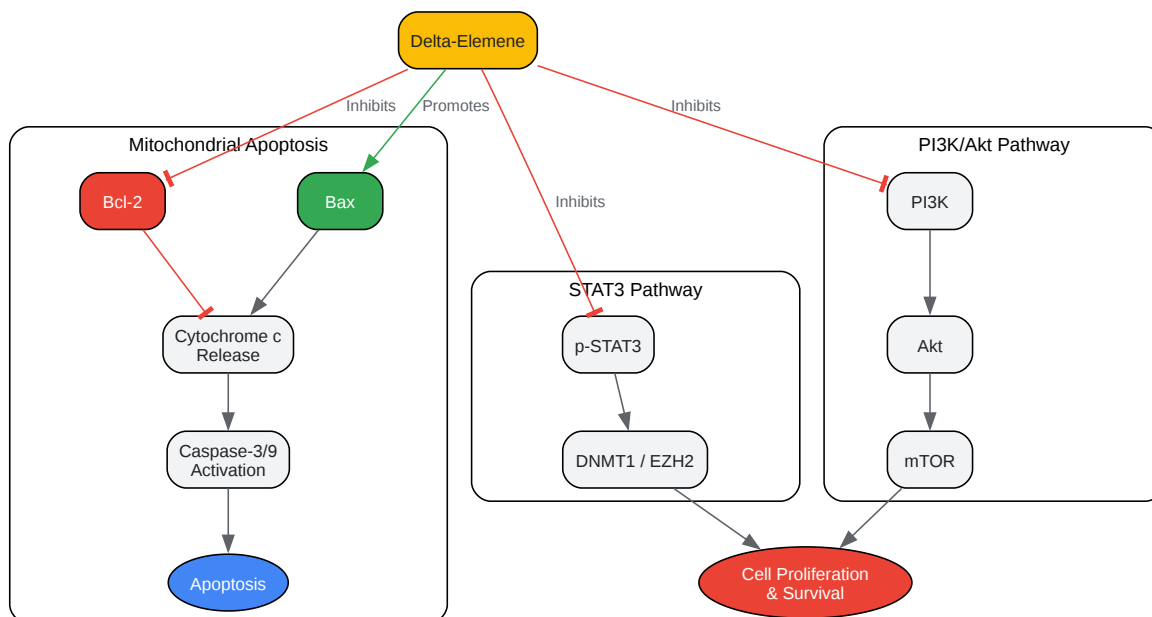 Delta-Elemene
Inhibits
Promotes
Inhibits
Mitochondrial Apoptosis
PI3K/Akt Pathway
Bcl-2
Bax
Inhibits
PI3K
STAT3 Pathway
Cytochrome c
Release
p-STAT3
Akt
Caspase-3/9
Activation
DNMT1 / EZH2
mTOR
Apoptosis
Cell Proliferation
& Survival